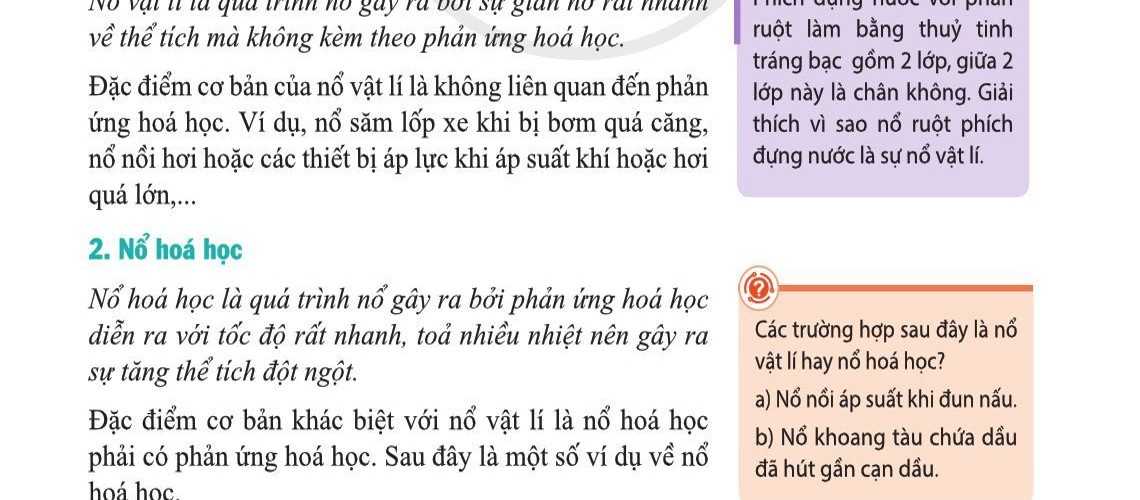 Nổ vật lí là quá trình nổ gây ra bởi sự giãn nở rất nhanh
về thể tích mà không kèm theo phản ứng hoá học.
Đặc điểm cơ bản của nổ vật lí là không liên quan đến phản
ứng hoá học. Ví dụ, nổ săm lốp xe khi bị bơm quá căng,
nổ nồi hơi hoặc các thiết bị áp lực khi áp suất khí hoặc hơi
quá lớn,...
2. Nổ hoá học
Nổ hoá học là quá trình nổ gây ra bởi phản ứng hoá học
diễn ra với tốc độ rất nhanh, toả nhiều nhiệt nên gây ra
sự tăng thể tích đột ngột.
Đặc điểm cơ bản khác biệt với nổ vật lí là nổ hoá học
phải có phản ứng hoá học. Sau đây là một số ví dụ về nổ
hoá học.
Phích đựng nước với phần
ruột làm bằng thuỷ tinh
tráng bạc gồm 2 lớp, giữa 2
lớp này là chân không. Giải
thích vì sao nổ ruột phích
đựng nước là sự nổ vật lí.
?
Các trường hợp sau đây là nổ
vật lí hay nổ hoá học?
a) Nổ nồi áp suất khi đun nấu.
b) Nổ khoang tàu chứa dầu
đã hút gần cạn dầu.